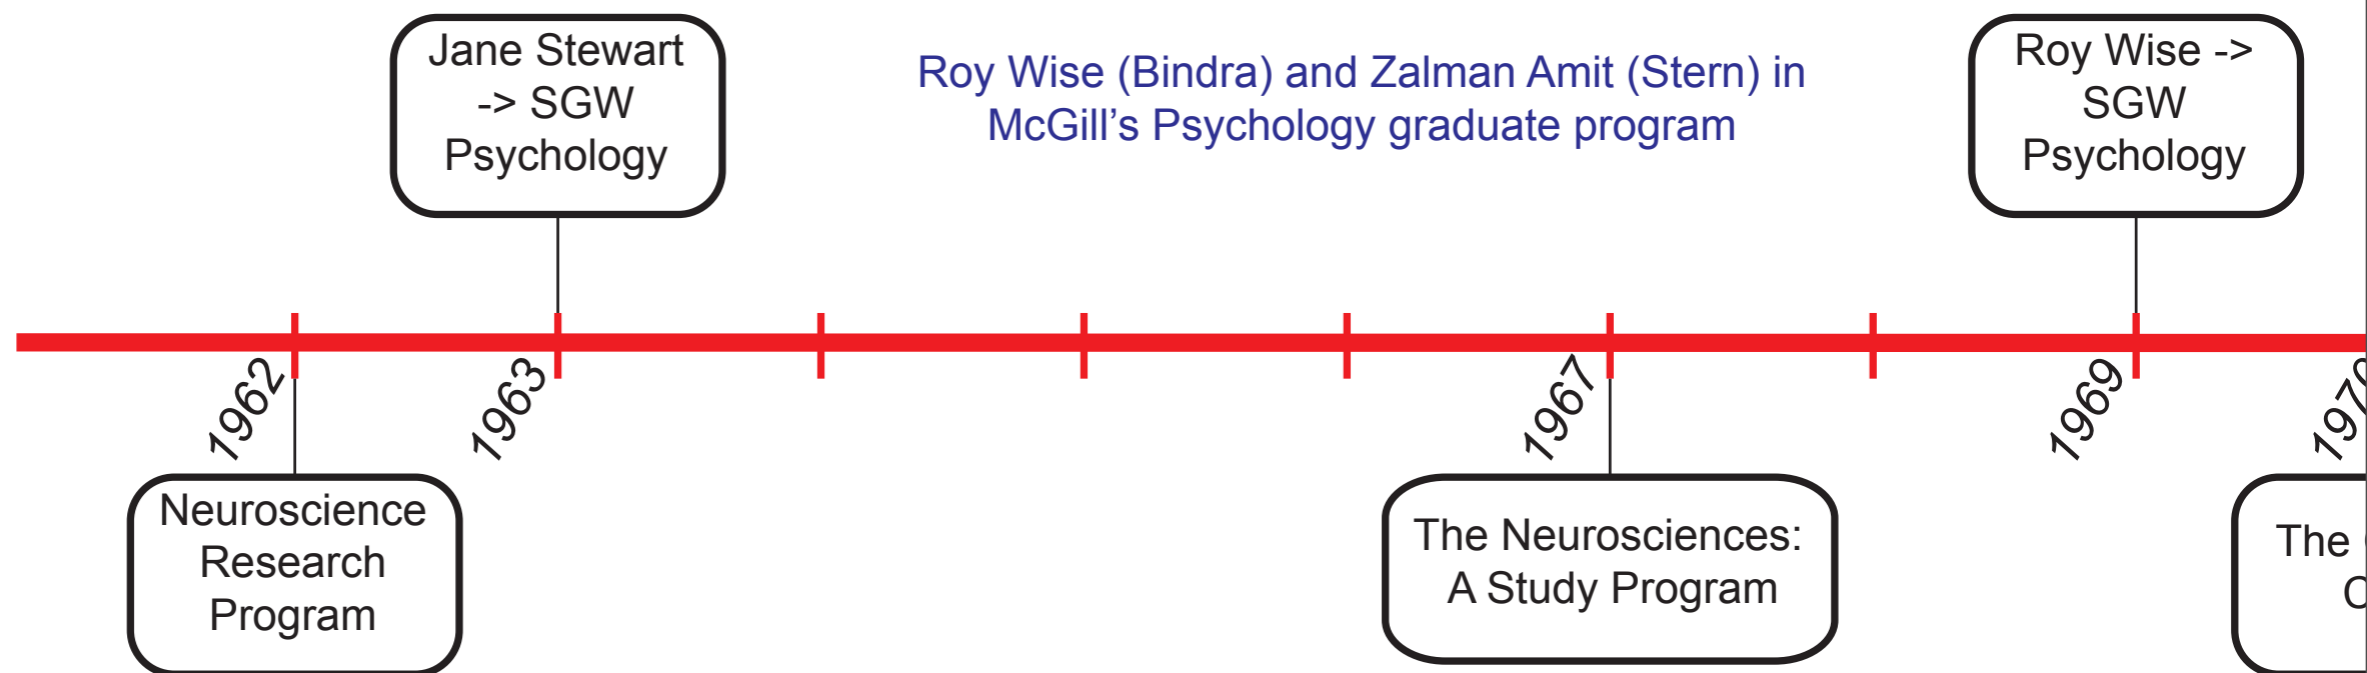 Jane Stewart
-> SGW
Psychology
Roy Wise (Bindra) and Zalman Amit (Stern) in
McGill’s Psychology graduate program
Roy Wise ->
SGW
Psychology
1962
1963
1967
1969
Neuroscience
Research
Program
The Neurosciences:
A Study Program
The